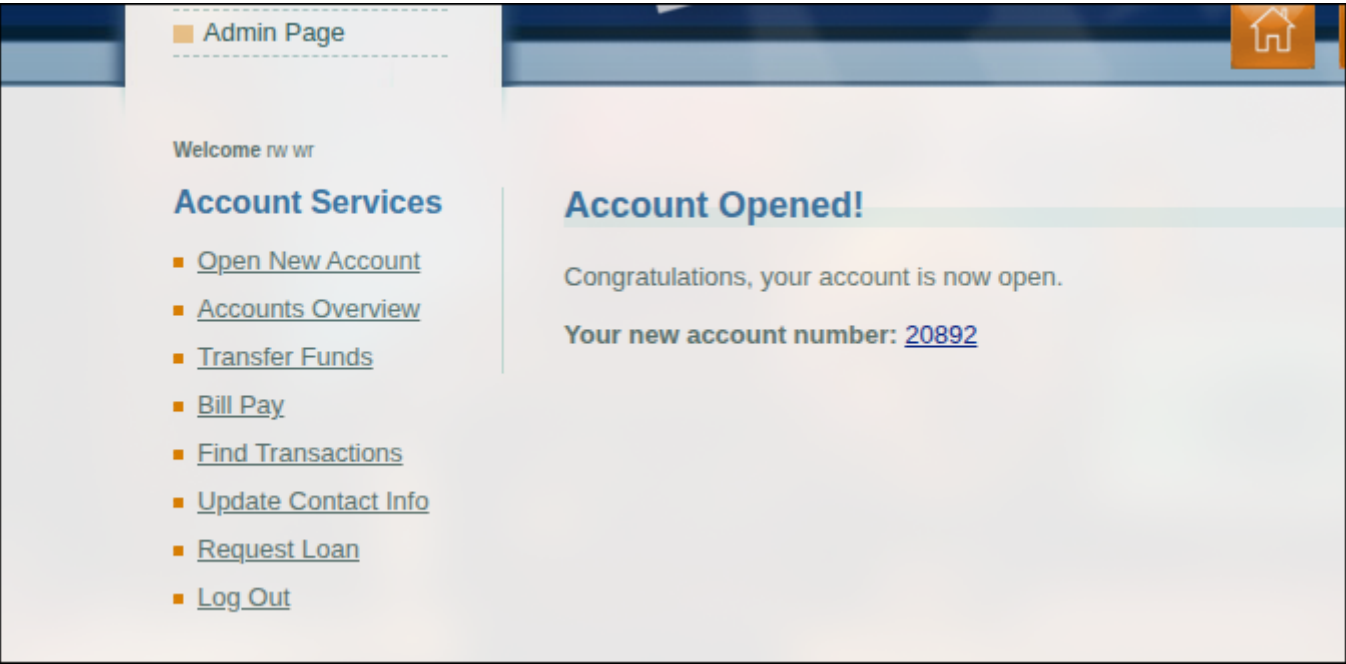 Admin Page
Welcome rw wr
Account Services
Open New Account
Accounts Overview
Transfer Funds
Bill Pay
Find Transactions
Update Contact Info
Request Loan
Log Out
Account Opened!
Congratulations, your account is now open.
Your new account number: 20892